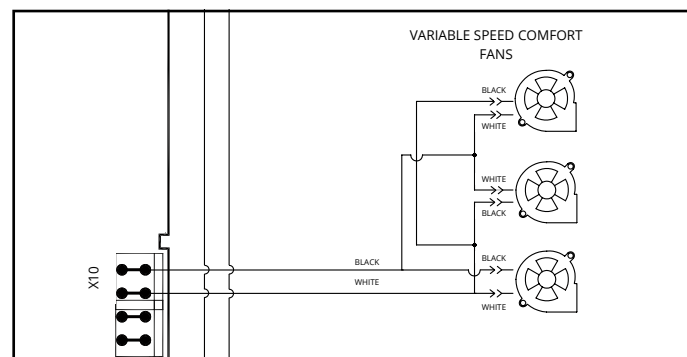 VARIABLE SPEED COMFORT
FANS
BLACK
WHITE
WHITE
BLACK
BLACK
BLACK
WHITE
WHITE
X10